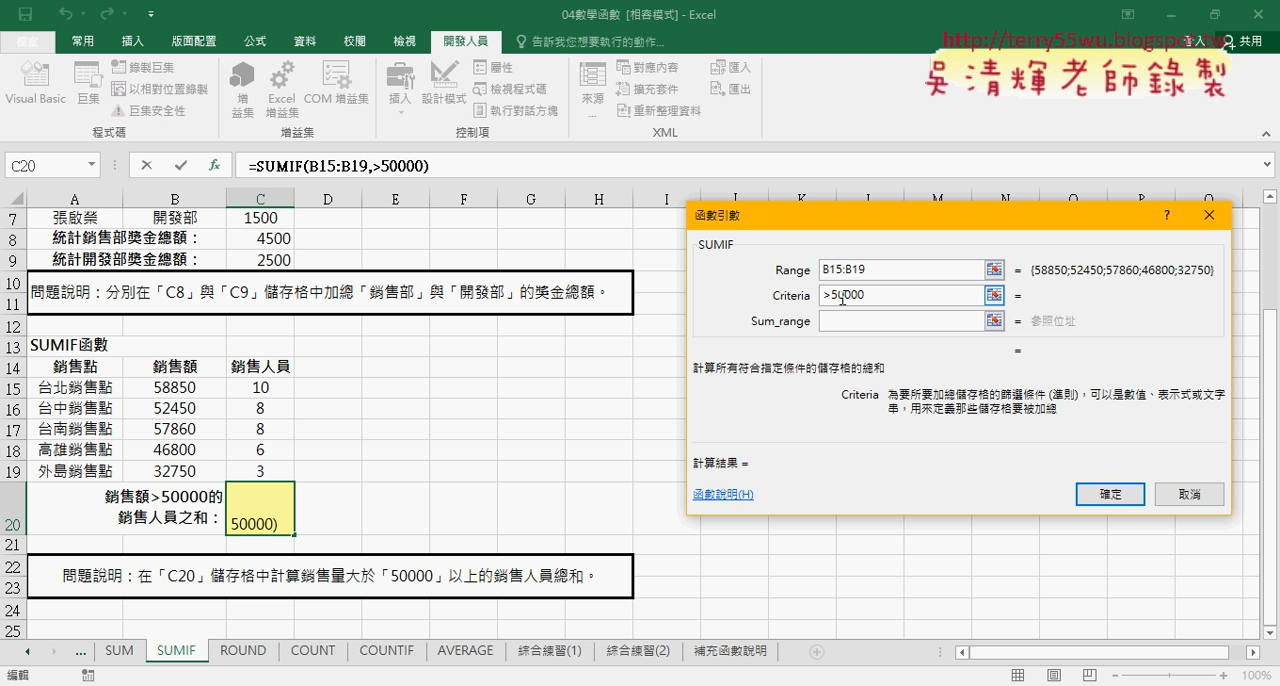 04數學函數 [相容模式] - Excel
http://terry55wu.blogspot.tw
吳清輝老師錄製
檔案 常用 插入 版面配置 公式 資料 校閱 檢視 開發人員 告訴我您想要執行的動作... 登入 共用
Visual Basic 巨集 錄製巨集 以相對位置錄製 巨集安全性
增益集 Excel 增益集 COM 增益集
插入 設計模式 屬性 檢視程式碼 執行對話方塊
來源... 對應內容 擴充套件 重新整理資料 匯入 匯出
程式碼 增益集 控制項 XML
C20 fx =SUMIF(B15:B19,>50000)
A B C D E F G H I J K L M N O P Q
7 張啟榮 開發部 1500
8 統計銷售部獎金總額： 4500
9 統計開發部獎金總額： 2500
10
11 問題說明：分別在「C8」與「C9」儲存格中加總「銷售部」與「開發部」的獎金總額。
12
13 SUMIF函數
14 銷售點 銷售額 銷售人員
15 台北銷售點 58850 10
16 台中銷售點 52450 8
17 台南銷售點 57860 8
18 高雄銷售點 46800 6
19 外島銷售點 32750 3
銷售額>50000的
20 銷售人員之和： 50000)
21
22
23 問題說明：在「C20」儲存格中計算銷售量大於「50000」以上的銷售人員總和。
24
25
函數引數 ?
SUMIF
Range B15:B19 = {58850;52450;57860;46800;32750}
Criteria >50000 =
Sum_range = 參照位址
=
計算所有符合指定條件的儲存格的總和
Criteria 為要所要加總儲存格的篩選條件 (準則)，可以是數值、表示式或文字
串，用來定義那些儲存格要被加總
計算結果 =
函數說明(H) 確定 取消
... SUM SUMIF ROUND COUNT COUNTIF AVERAGE 綜合練習(1) 綜合練習(2) 補充函數說明
編輯 100%